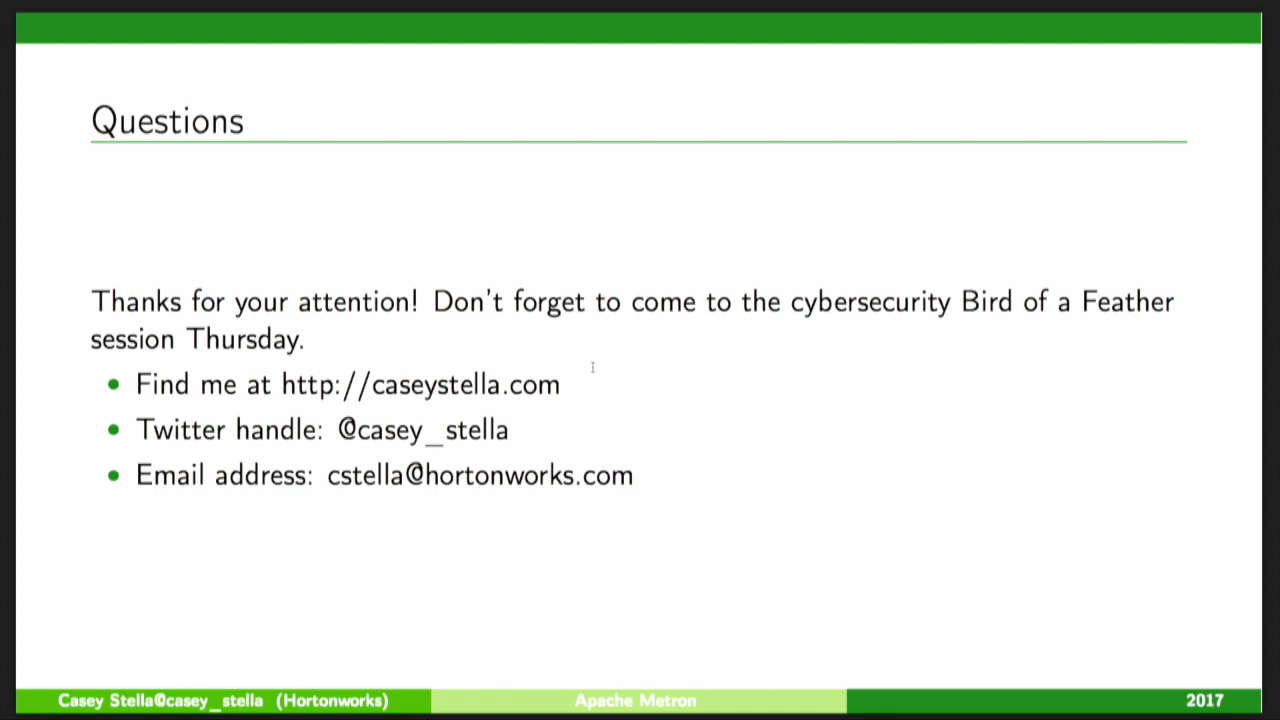 Questions
Thanks for your attention! Don't forget to come to the cybersecurity Bird of a Feather
session Thursday.
• Find me at http://caseystella.com
• Twitter handle: @casey_stella
• Email address: cstella@hortonworks.com
Casey Stella@casey_stella (Hortonworks) Apache Metron 2017